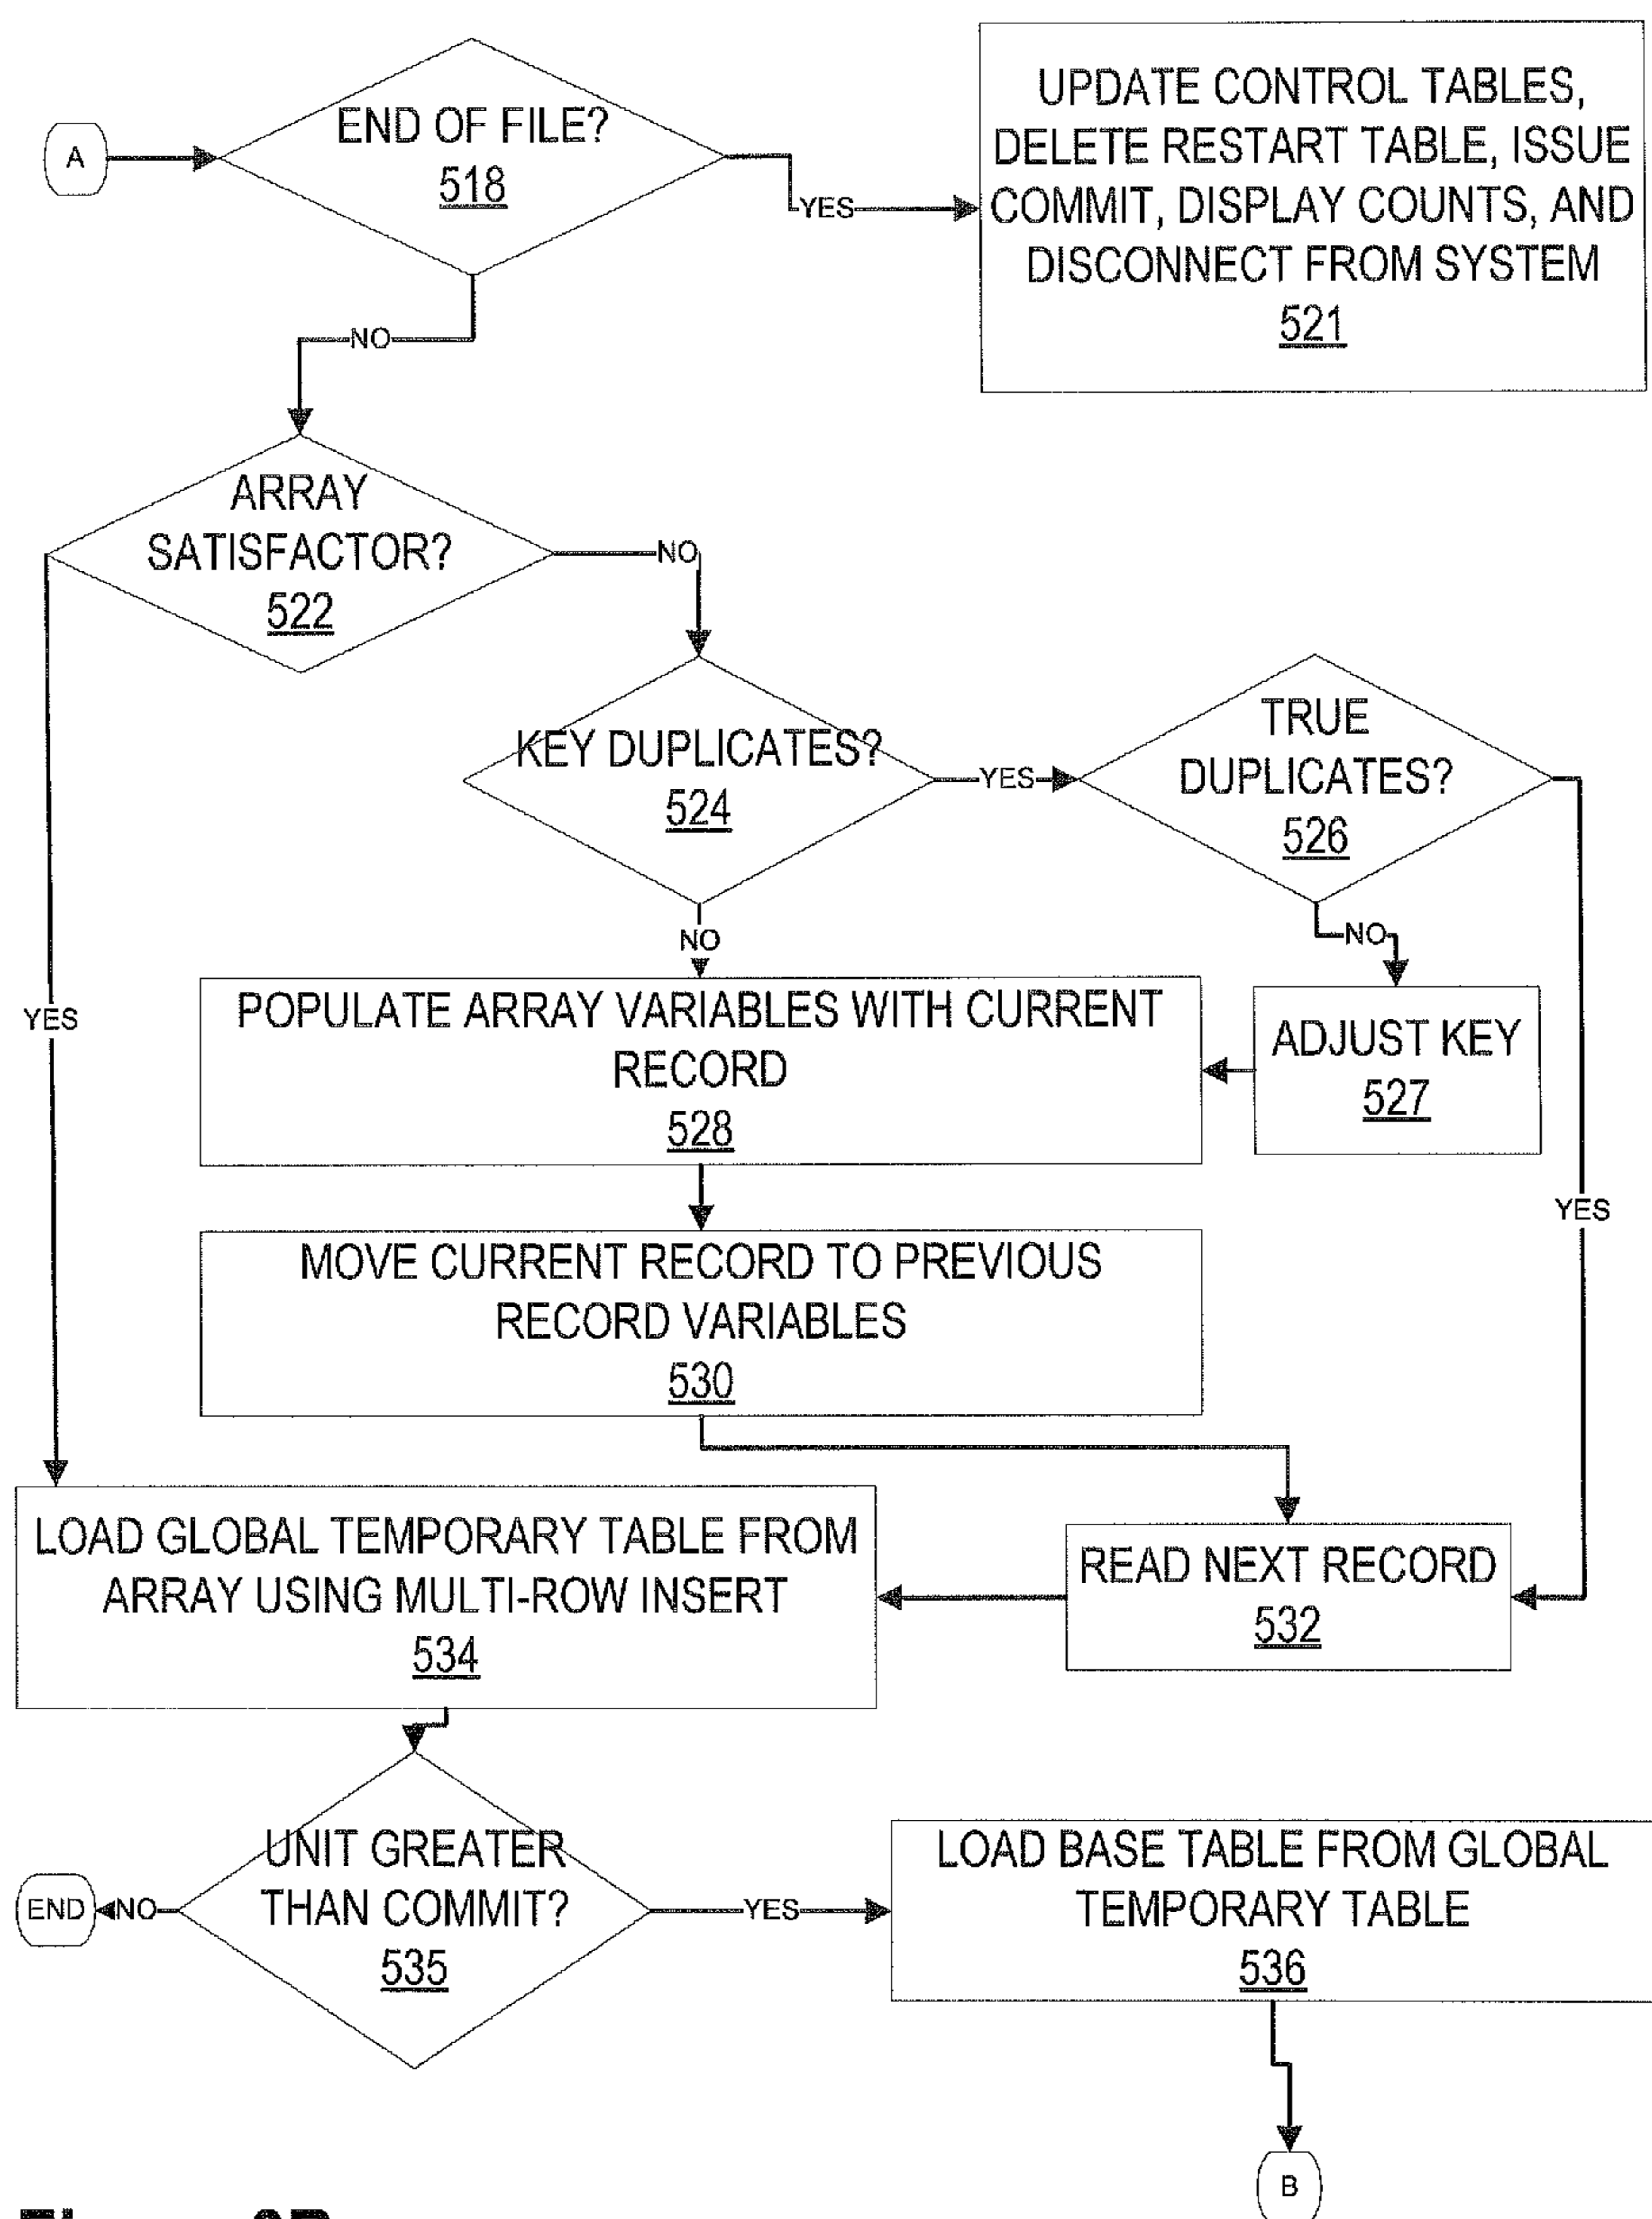 A
END OF FILE?
518
YES
UPDATE CONTROL TABLES,
DELETE RESTART TABLE, ISSUE
COMMIT, DISPLAY COUNTS, AND
DISCONNECT FROM SYSTEM
521
NO
ARRAY
SATISFACTOR?
522
NO
KEY DUPLICATES?
524
YES
TRUE
DUPLICATES?
526
NO
NO
YES
POPULATE ARRAY VARIABLES WITH CURRENT
RECORD
528
ADJUST KEY
527
YES
MOVE CURRENT RECORD TO PREVIOUS
RECORD VARIABLES
530
LOAD GLOBAL TEMPORARY TABLE FROM
ARRAY USING MULTI-ROW INSERT
534
READ NEXT RECORD
532
UNIT GREATER
THAN COMMIT?
535
END
NO
YES
LOAD BASE TABLE FROM GLOBAL
TEMPORARY TABLE
536
B